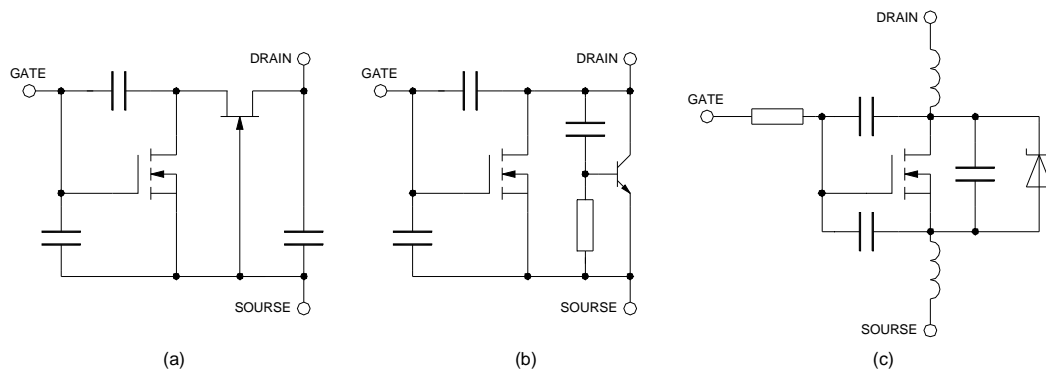 DRAIN
GATE
SOURSE
(a)
DRAIN
GATE
SOURSE
(b)
DRAIN
GATE
SOURSE
(c)